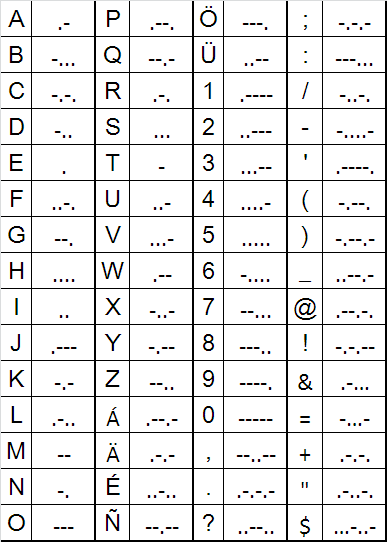 A .- P .--. Ö ---. ; -.-.-
B -... Q --.- Ü ..-- : ---...
C -.-. R .-. 1 .---- / -..-.
D -.. S ... 2 ..--- - -....-
E . T - 3 ...-- ' .----.
F ..-. U ..- 4 ....- ( -.--.
G --. V ...- 5 ..... ) -.--.-
H .... W .-- 6 -.... _ ..--.-
I .. X -..- 7 --... @ .--.-.
J .--- Y -.-- 8 ---.. ! -.-.--
K -.- Z --.. 9 ----. & .-...
L .-.. Á .--.- 0 ----- = -...-
M -- Ä .-.- , --..-- + .-.-.
N -. É ..-.. . .-.-.- " .-..-.
O --- Ñ --.-- ? ..--.. $ ...-..-